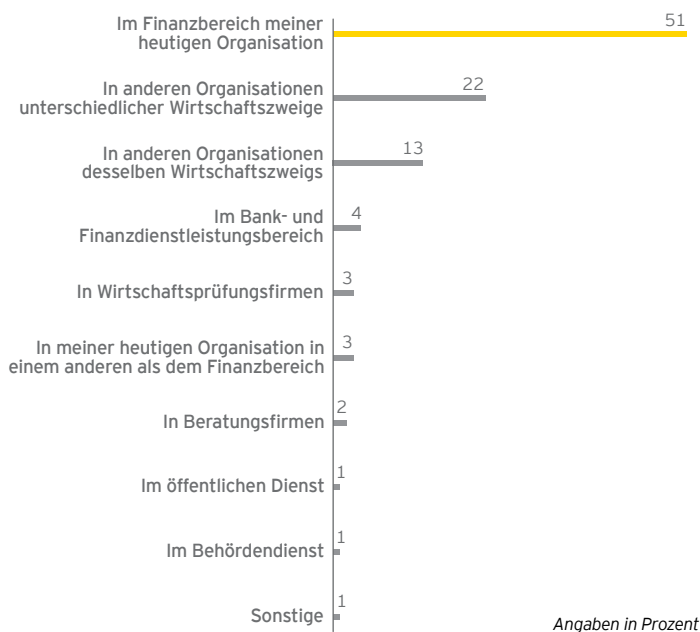 Im Finanzbereich meiner
heutigen Organisation
51
In anderen Organisationen
unterschiedlicher Wirtschaftszweige
22
In anderen Organisationen
desselben Wirtschaftszweigs
13
Im Bank- und
Finanzdienstleistungsbereich
4
In Wirtschaftsprüfungsfirmen
3
In meiner heutigen Organisation in
einem anderen als dem Finanzbereich
3
In Beratungsfirmen
2
Im öffentlichen Dienst
1
Im Behördendienst
1
Sonstige
1
Angaben in Prozent